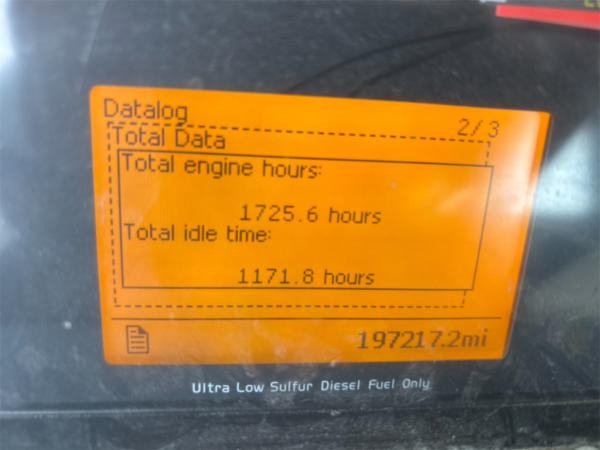 Datalog
2/3
Total Data
Total engine hours:
1725.6 hours
Total idle time:
1171.8 hours
197217.2mi
Ultra Low Sulfur Diesel Fuel Only